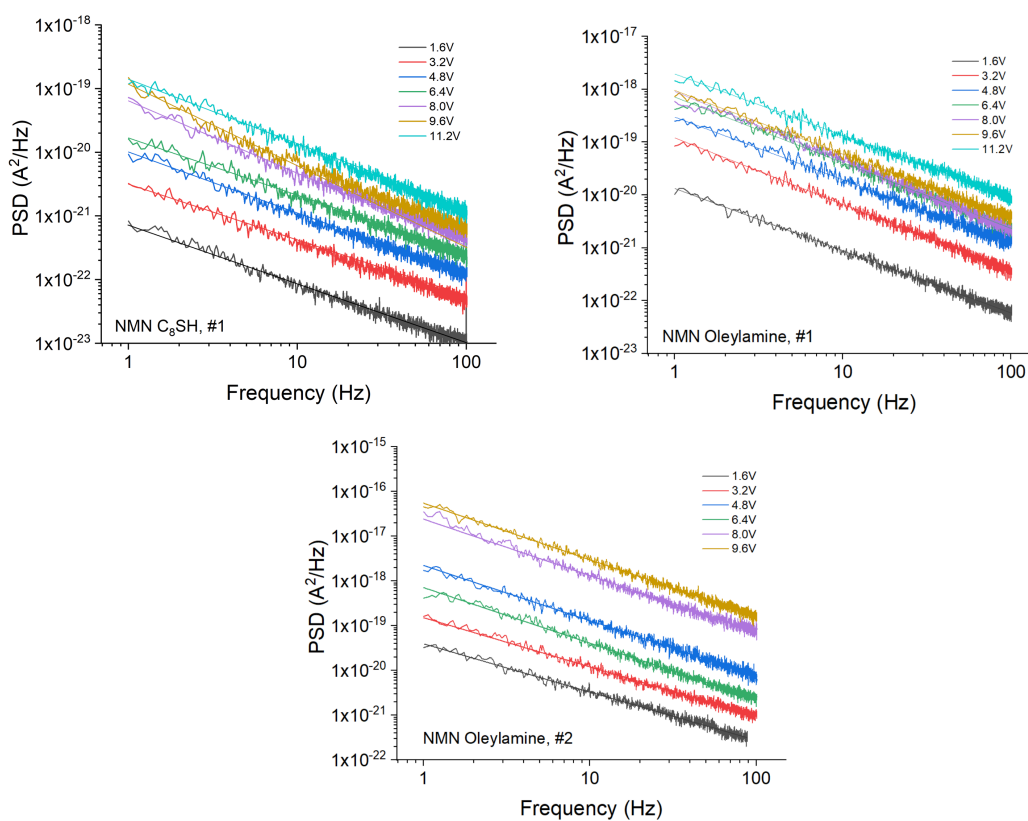 1x10⁻¹⁸
1x10⁻¹⁹
1x10⁻²⁰
1x10⁻²¹
1x10⁻²²
1x10⁻²³
PSD (A²/Hz)
1.6V
3.2V
4.8V
6.4V
8.0V
9.6V
11.2V
NMN C₈SH, #1
1
10
100
Frequency (Hz)
1x10⁻¹⁷
1x10⁻¹⁸
1x10⁻¹⁹
1x10⁻²⁰
1x10⁻²¹
1x10⁻²²
1x10⁻²³
PSD (A²/Hz)
1.6V
3.2V
4.8V
6.4V
8.0V
9.6V
11.2V
NMN Oleylamine, #1
1
10
100
Frequency (Hz)
1x10⁻¹⁵
1x10⁻¹⁶
1x10⁻¹⁷
1x10⁻¹⁸
1x10⁻¹⁹
1x10⁻²⁰
1x10⁻²¹
1x10⁻²²
PSD (A²/Hz)
1.6V
3.2V
4.8V
6.4V
8.0V
9.6V
NMN Oleylamine, #2
1
10
100
Frequency (Hz)